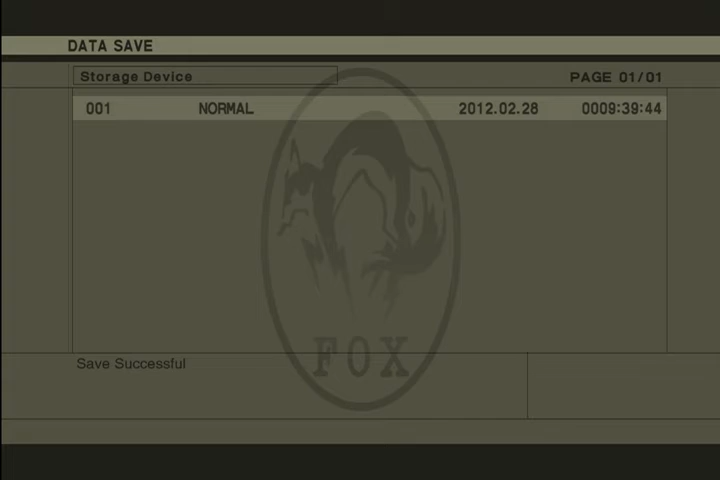 DATA SAVE
Storage Device PAGE 01/01
001 NORMAL 2012.02.28 0009:39:44
FOX
Save Successful